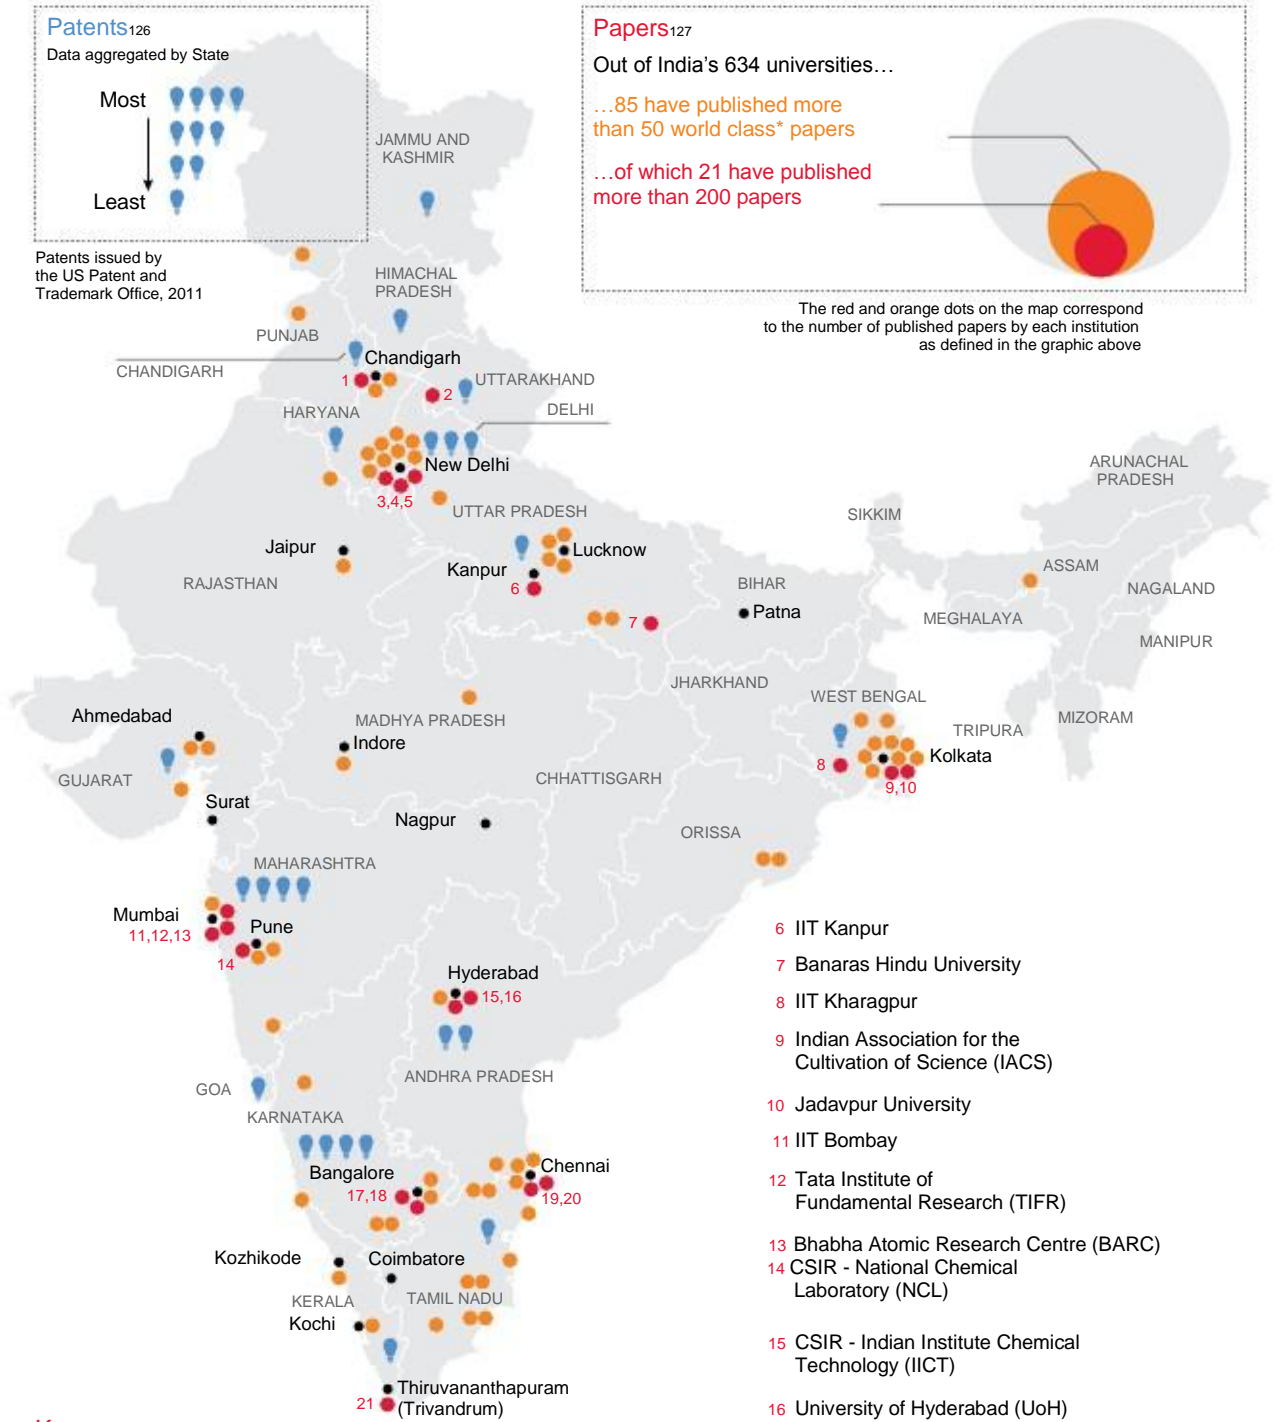 Patents126
Data aggregated by State
Most
Least
Patents issued by
the US Patent and
Trademark Office, 2011
Papers127
Out of India's 634 universities…
…85 have published more
than 50 world class* papers
…of which 21 have published
more than 200 papers
The red and orange dots on the map correspond
to the number of published papers by each institution
as defined in the graphic above
JAMMU AND
KASHMIR
HIMACHAL
PRADESH
PUNJAB
CHANDIGARH
Chandigarh
1
2
UTTARAKHAND
HARYANA
DELHI
New Delhi
3,4,5
UTTAR PRADESH
ARUNACHAL
PRADESH
SIKKIM
Jaipur
Lucknow
Kanpur
RAJASTHAN
6
BIHAR
ASSAM
NAGALAND
Patna
7
MEGHALAYA
MANIPUR
JHARKHAND
WEST BENGAL
Ahmedabad
MADHYA PRADESH
TRIPURA
MIZORAM
Indore
Kolkata
GUJARAT
CHHATTISGARH
8
9,10
Surat
Nagpur
ORISSA
MAHARASHTRA
Mumbai
11,12,13
Pune
14
Hyderabad
15,16
ANDHRA PRADESH
GOA
KARNATAKA
Bangalore
17,18
Chennai
19,20
Kozhikode
Coimbatore
KERALA
TAMIL NADU
Kochi
Thiruvananthapuram
(Trivandrum)
21
6 IIT Kanpur
7 Banaras Hindu University
8 IIT Kharagpur
9 Indian Association for the
Cultivation of Science (IACS)
10 Jadavpur University
11 IIT Bombay
12 Tata Institute of
Fundamental Research (TIFR)
13 Bhabha Atomic Research Centre (BARC)
14 CSIR - National Chemical
Laboratory (NCL)
15 CSIR - Indian Institute Chemical
Technology (IICT)
16 University of Hyderabad (UoH)